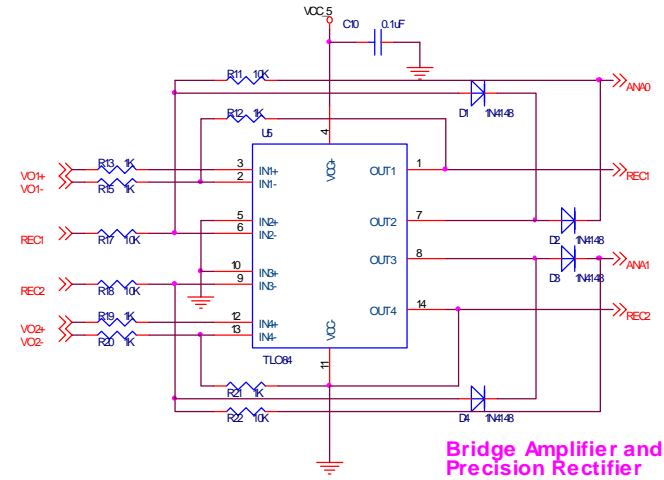 VCC_5
C10 0.1uF
R11 10K
ANA0
D1 1N4148
R12 1K
U5
4
VCC+
VO1+ R13 1K 3 IN1+ OUT1 1 REC1
VO1- R15 1K 2 IN1-
5 IN2+ OUT2 7
REC1 R17 10K 6 IN2-
D2 1N4148
10 IN3+ OUT3 8 ANA1
REC2 R18 10K 9 IN3-
D3 1N4148
VO2+ R19 1K 12 IN4+ OUT4 14 REC2
VO2- R20 1K 13 IN4-
VCC-
11
TL084
R21 1K
R22 10K
D4 1N4148
Bridge Amplifier and
Precision Rectifier